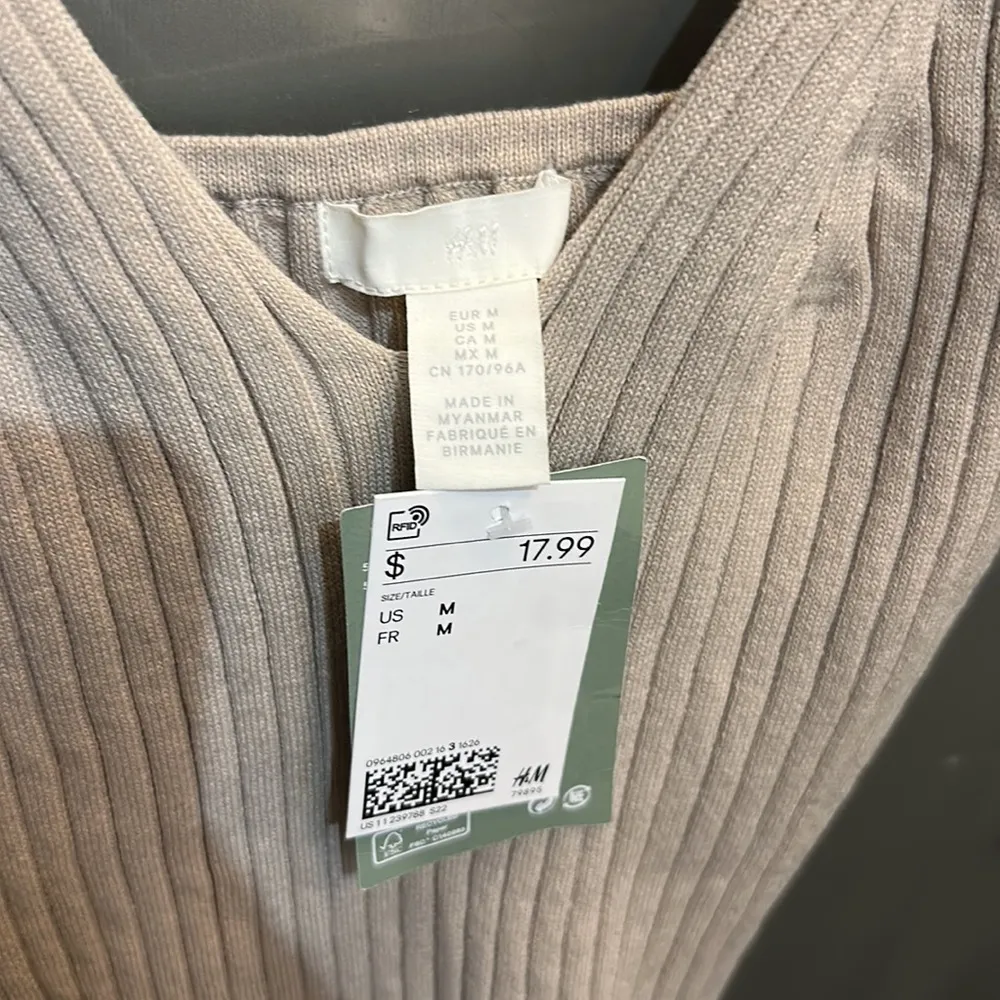 H&M
EUR M
US M
CA M
MX M
CN 170/96A
MADE IN
MYANMAR
FABRIQUÉ EN
BIRMANIE
RFID
$ 17.99
SIZE/TAILLE
US M
FR M
0964806 002 16 3 1626
H&M
79895
US 11 239768 S22
Paper